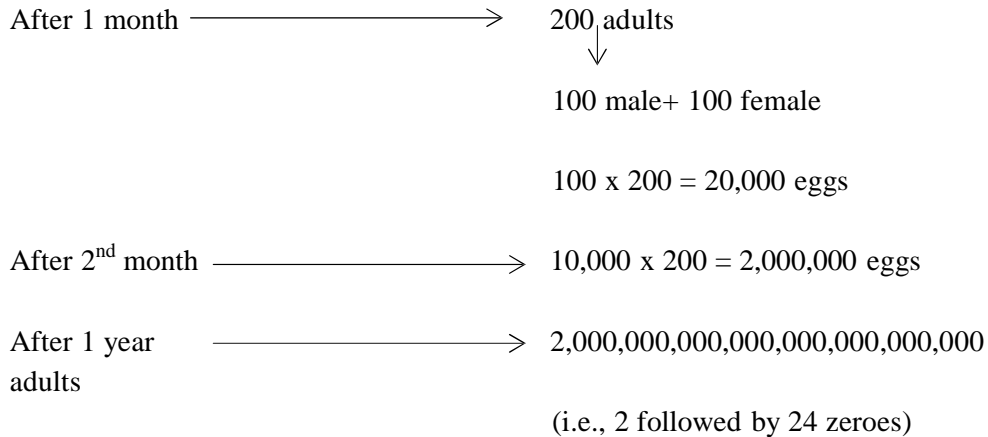 After 1 month 200 adults
100 male+ 100 female
100 x 200 = 20,000 eggs
After 2nd month 10,000 x 200 = 2,000,000 eggs
After 1 year 2,000,000,000,000,000,000,000,000
adults
(i.e., 2 followed by 24 zeroes)